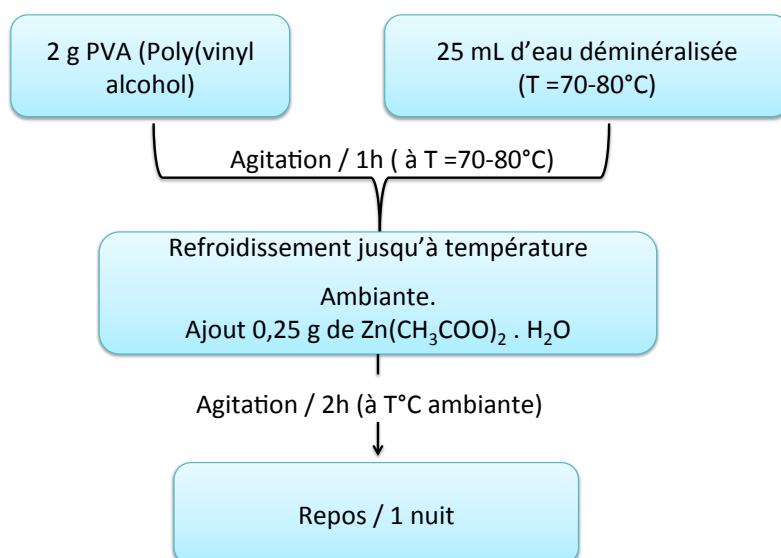 2 g PVA (Poly(vinyl
alcohol)
25 mL d’eau déminéralisée
(T =70-80°C)
Agitation / 1h ( à T =70-80°C)
Refroidissement jusqu’à température
Ambiante.
Ajout 0,25 g de Zn(CH₃COO)₂ . H₂O
Agitation / 2h (à T°C ambiante)
Repos / 1 nuit